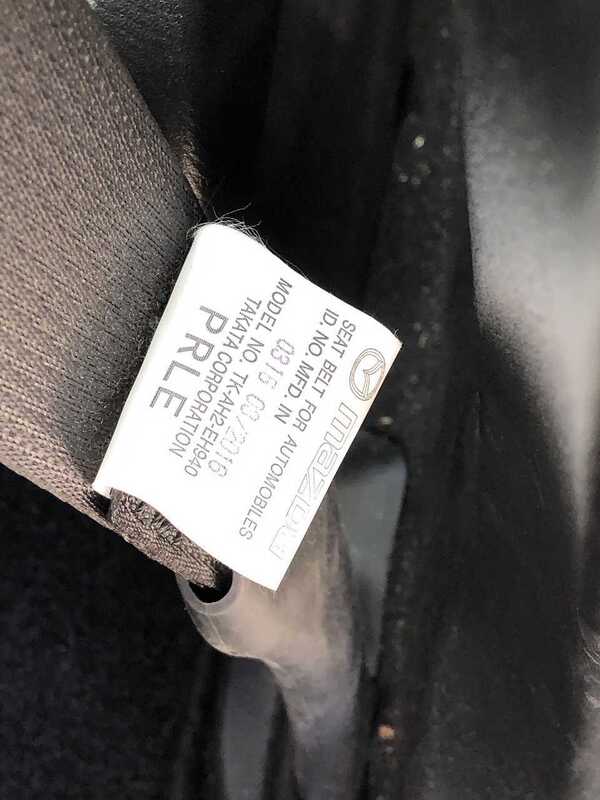 mazda
SEAT BELT FOR AUTOMOBILES
ID. NO. MFD. IN
0316 03/2016
MODEL NO. TK-AH2-EH940
TAKATA CORPORATION
PRLE